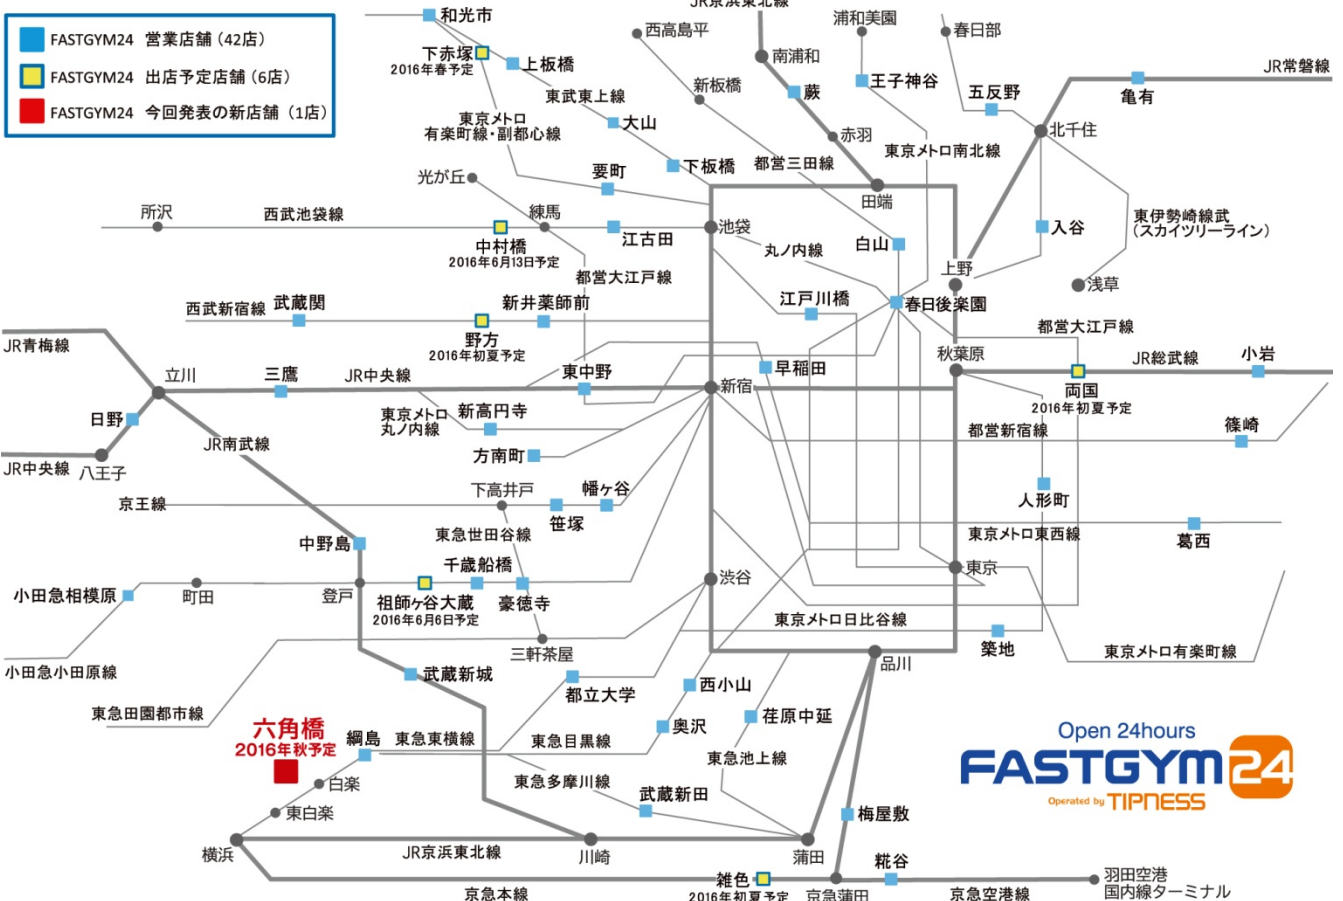 FASTGYM24 営業店舗（42店）
FASTGYM24 出店予定店舗（6店）
FASTGYM24 今回発表の新店舗（1店）
和光市
下赤塚
2016年春予定
上板橋
東武東上線
東京メトロ
有楽町線・副都心線
大山
下板橋
要町
西高島平
新板橋
都営三田線
JR京浜東北線
南浦和
蕨
赤羽
田端
浦和美園
王子神谷
東京メトロ南北線
春日部
五反野
北千住
JR常磐線
亀有
入谷
東伊勢崎線武
（スカイツリーライン）
浅草
上野
光が丘
練馬
所沢
西武池袋線
中村橋
2016年6月13日予定
江古田
池袋
丸ノ内線
白山
都営大江戸線
西武新宿線
武蔵関
新井薬師前
野方
2016年初夏予定
江戸川橋
春日後楽園
都営大江戸線
秋葉原
JR総武線
小岩
両国
2016年初夏予定
JR青梅線
立川
三鷹
JR中央線
東中野
新宿
早稲田
日野
JR中央線
八王子
JR南武線
東京メトロ
丸ノ内線
新高円寺
方南町
都営新宿線
篠崎
京王線
下高井戸
笹塚
幡ヶ谷
人形町
東急世田谷線
東京メトロ東西線
葛西
中野島
千歳船橋
小田急相模原
町田
登戸
祖師ヶ谷大蔵
2016年6月6日予定
豪徳寺
渋谷
東京
東京メトロ日比谷線
築地
三軒茶屋
小田急小田原線
武蔵新城
都立大学
西小山
品川
東京メトロ有楽町線
東急田園都市線
六角橋
2016年秋予定
綱島
東急東横線
東急目黒線
奥沢
荏原中延
東急池上線
白楽
東白楽
東急多摩川線
武蔵新田
梅屋敷
横浜
JR京浜東北線
川崎
蒲田
京急本線
雑色
2016年初夏予定
京急蒲田
糀谷
京急空港線
羽田空港
国内線ターミナル
Open 24hours
FASTGYM24
Operated by TIPNESS